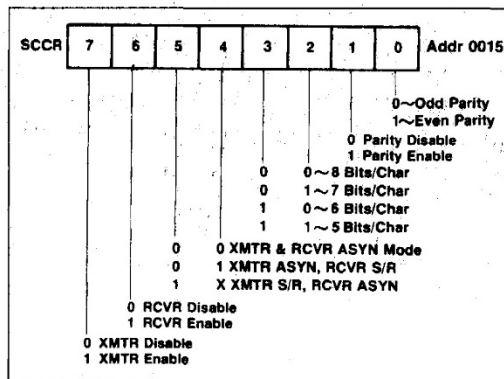 SCCR 7 6 5 4 3 2 1 0 Addr 0015
0~Odd Parity
1~Even Parity
0 Parity Disable
1 Parity Enable
0 0~8 Bits/Char
0 1~7 Bits/Char
1 0~6 Bits/Char
1 1~5 Bits/Char
0 0 XMTR & RCVR ASYN Mode
0 1 XMTR ASYN, RCVR S/R
1 X XMTR S/R, RCVR ASYN
0 RCVR Disable
1 RCVR Enable
0 XMTR Disable
1 XMTR Enable